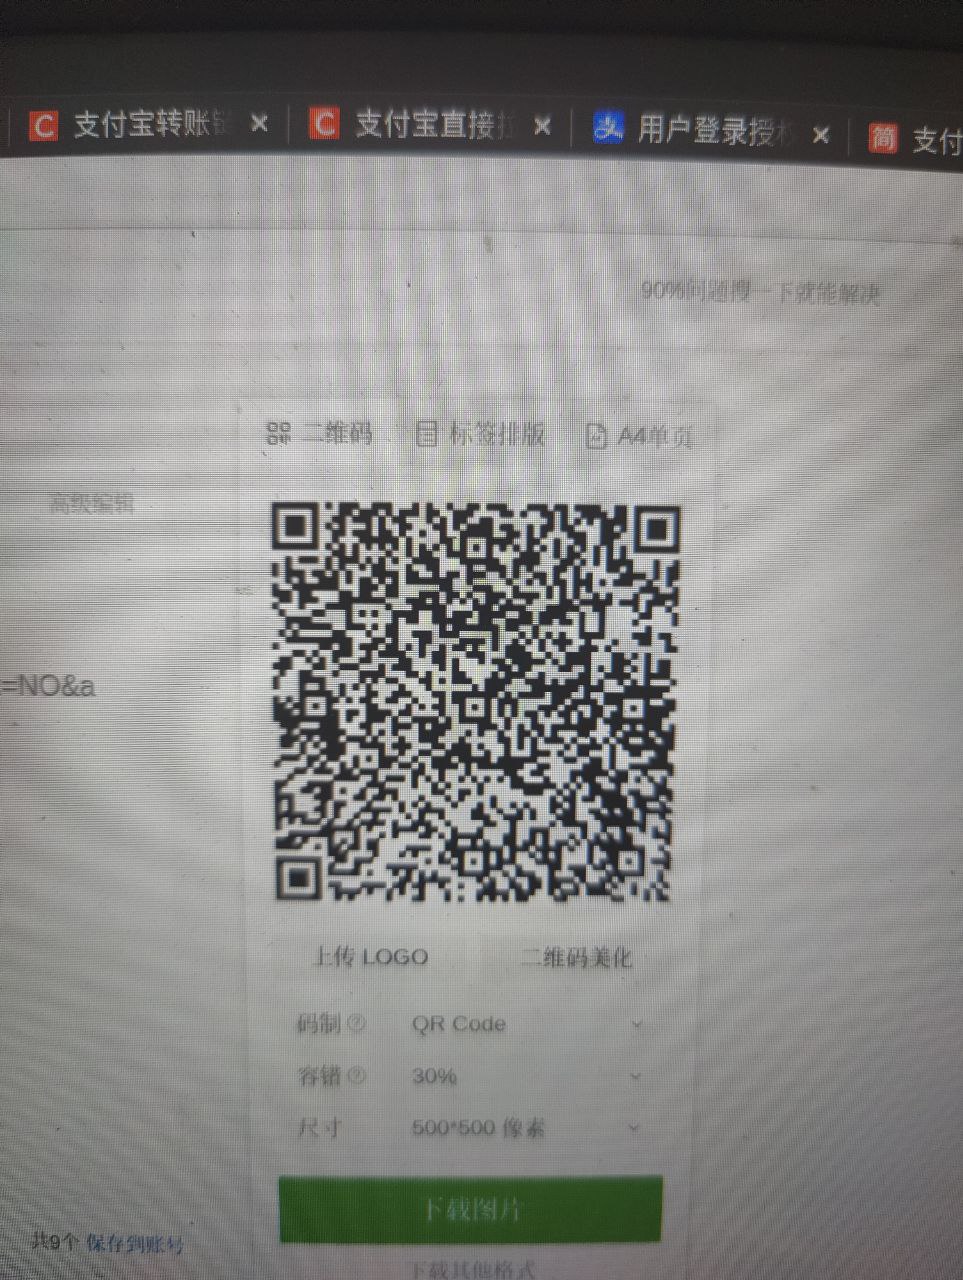 C 支付宝转账 × C 支付宝直接 × 支 用户登录授 × 简 支付
90%问题搜一下就能解决
二维码 标签排版 A4单页
高级编辑
=NO&a
上传 LOGO 二维码美化
码制 ? QR Code
容错 ? 30%
尺寸 500*500 像素
下载图片
共9个 保存到账号
下载其他格式